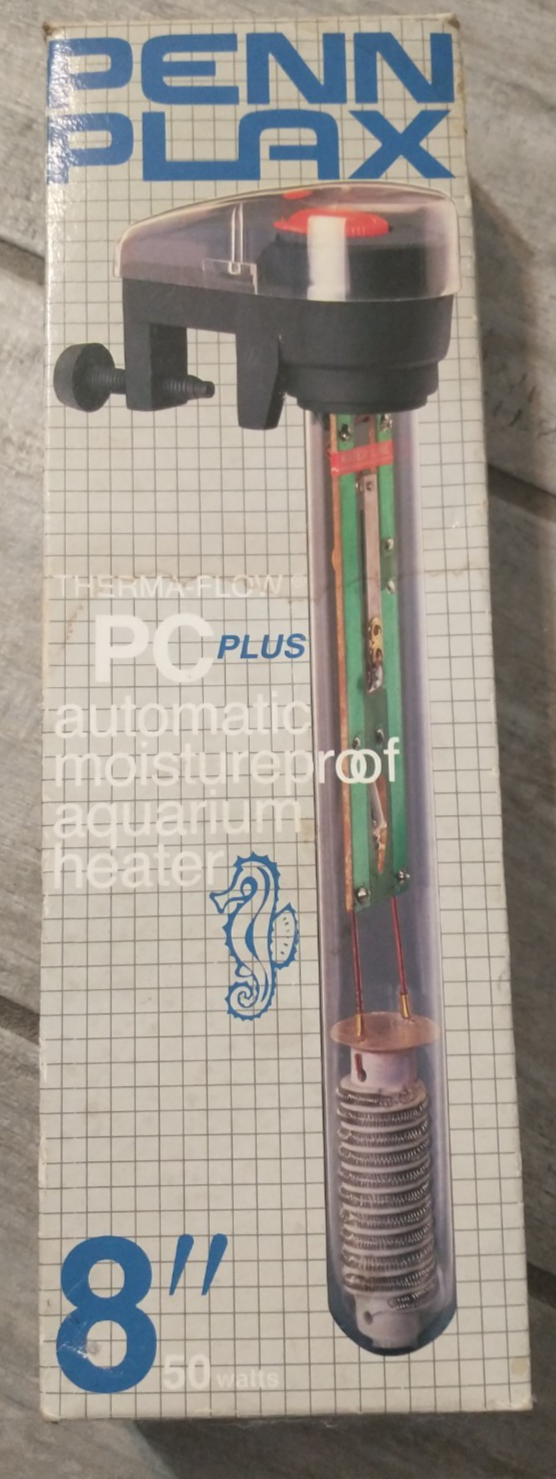 PENN
PLAX
THERMA-FLOW®
PC PLUS
automatic
moistureproof
aquarium
heater
8"
50 watts